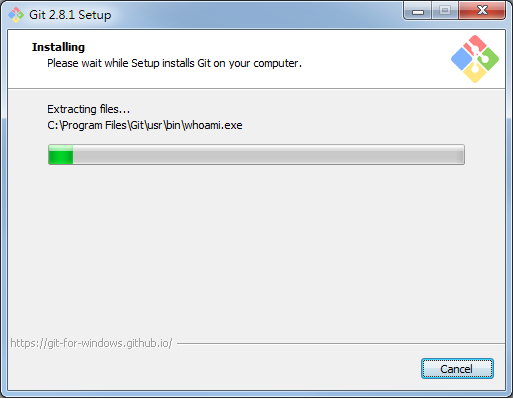 Git 2.8.1 Setup
Installing
Please wait while Setup installs Git on your computer.
Extracting files...
C:\Program Files\Git\usr\bin\whoami.exe
https://git-for-windows.github.io/
Cancel